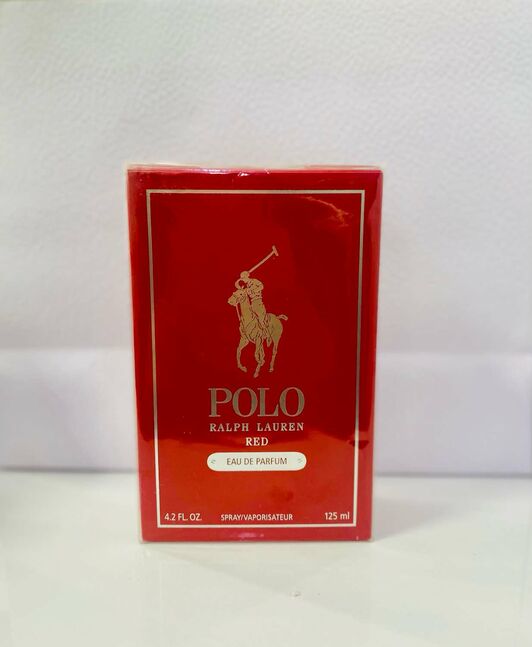 POLO
RALPH LAUREN
RED
EAU DE PARFUM
4.2 FL. OZ. SPRAY/VAPORISATEUR 125 ml